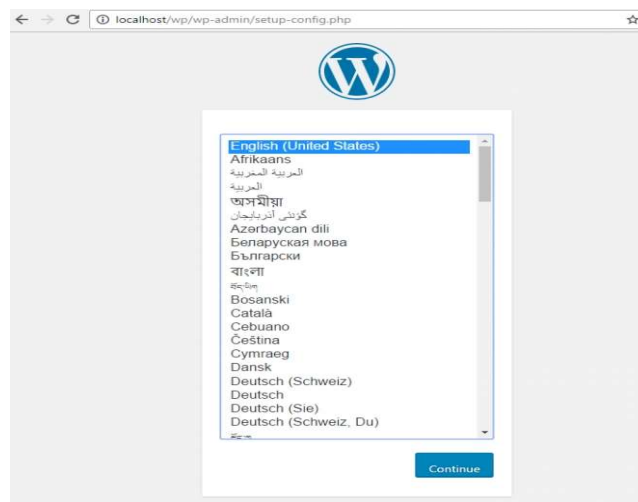 localhost/wp/wp-admin/setup-config.php
English (United States)
Afrikaans
العربية المغربية
العربية
অসমীয়া
گؤنئی آذربایجان
Azərbaycan dili
Беларуская мова
Български
বাংলা
བོད་ཡིག
Bosanski
Català
Cebuano
Čeština
Cymraeg
Dansk
Deutsch (Schweiz)
Deutsch
Deutsch (Sie)
Deutsch (Schweiz, Du)
Continue